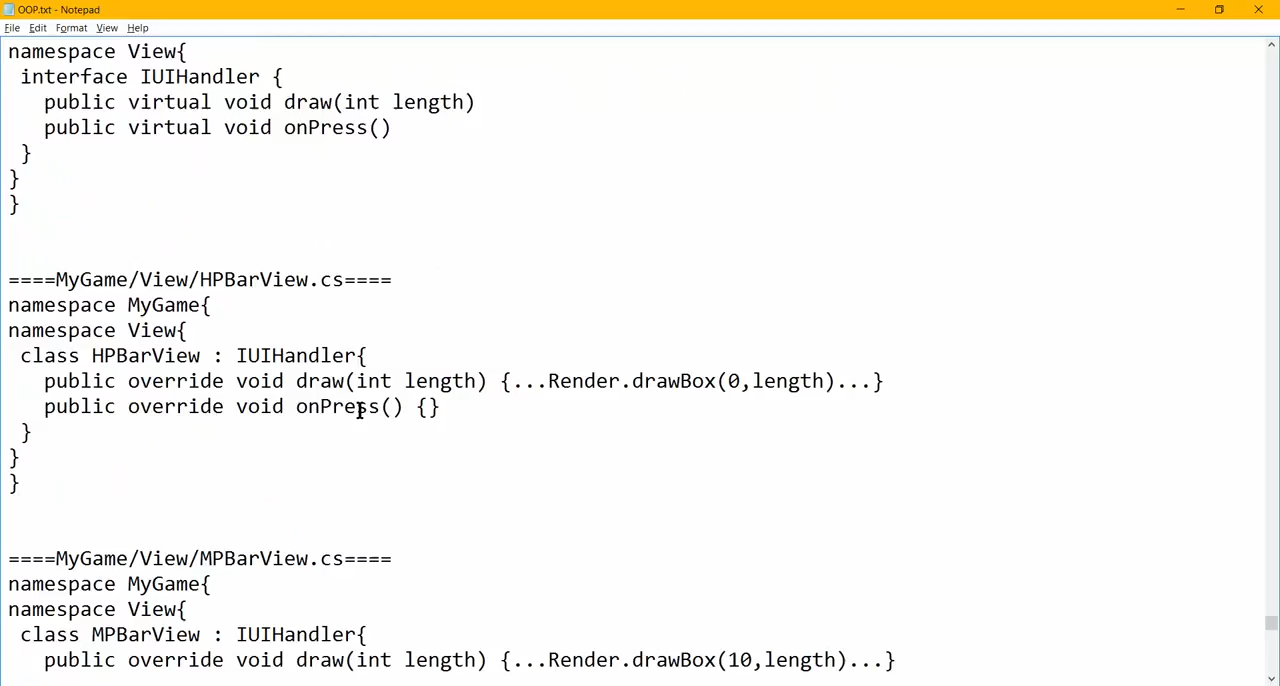 OOP.txt - Notepad
File Edit Format View Help
namespace View{
 interface IUIHandler {
   public virtual void draw(int length)
   public virtual void onPress()
 }
}
}
====MyGame/View/HPBarView.cs====
namespace MyGame{
namespace View{
 class HPBarView : IUIHandler{
   public override void draw(int length) {...Render.drawBox(0,length)...}
   public override void onPress() {}
 }
}
}
====MyGame/View/MPBarView.cs====
namespace MyGame{
namespace View{
 class MPBarView : IUIHandler{
   public override void draw(int length) {...Render.drawBox(10,length)...}